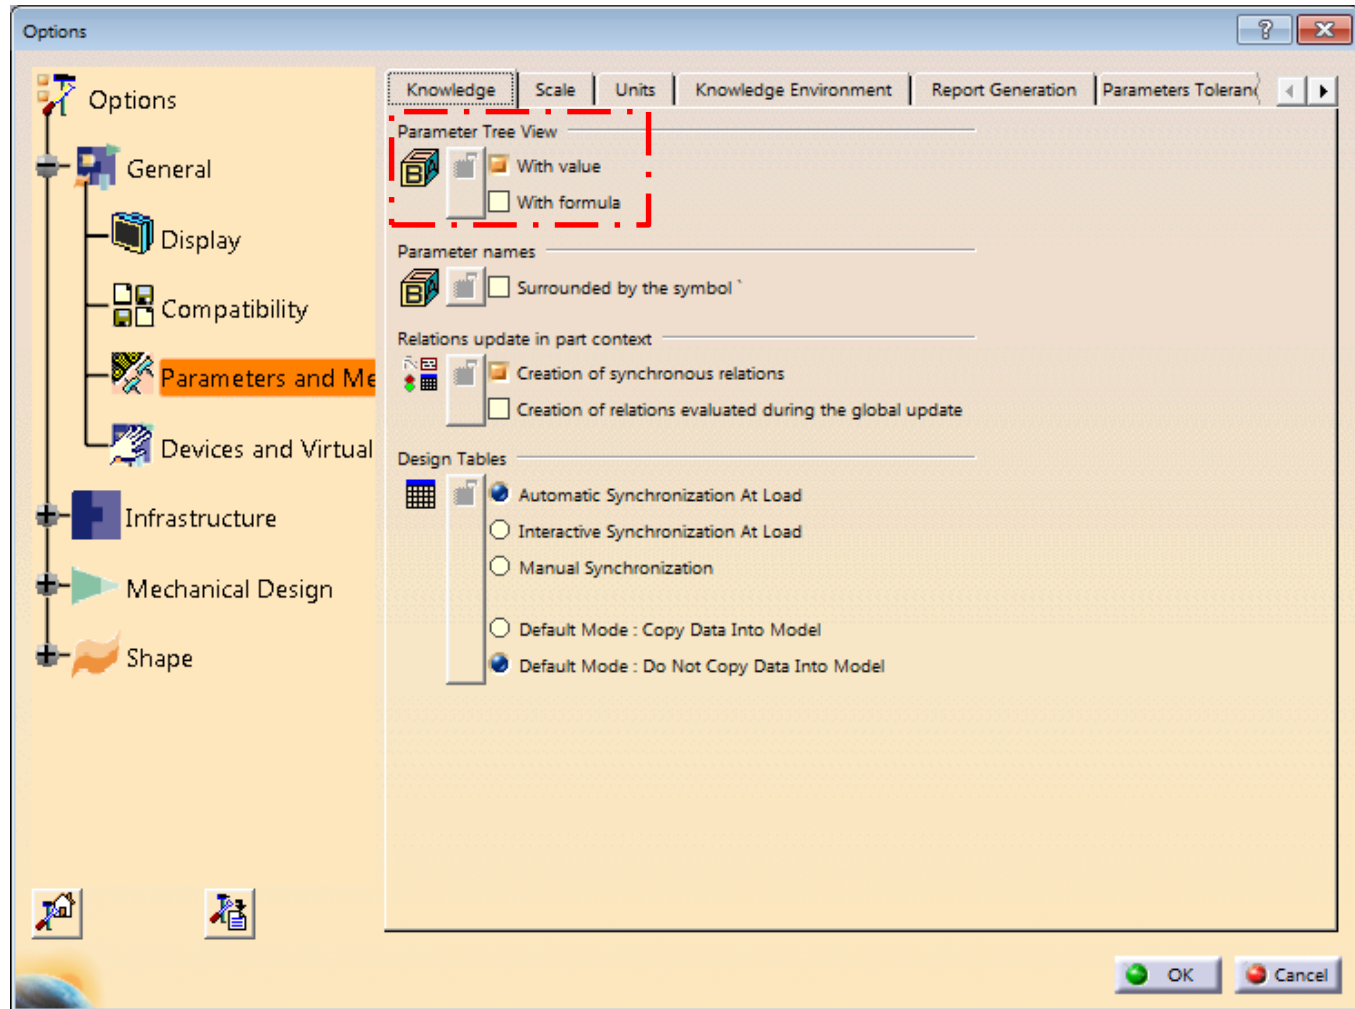 Options
Options
General
Display
Compatibility
Parameters and Me
Devices and Virtual
Infrastructure
Mechanical Design
Shape
Knowledge Scale Units Knowledge Environment Report Generation Parameters Toleranc
Parameter Tree View
With value
With formula
Parameter names
Surrounded by the symbol `
Relations update in part context
Creation of synchronous relations
Creation of relations evaluated during the global update
Design Tables
Automatic Synchronization At Load
Interactive Synchronization At Load
Manual Synchronization
Default Mode : Copy Data Into Model
Default Mode : Do Not Copy Data Into Model
OK Cancel